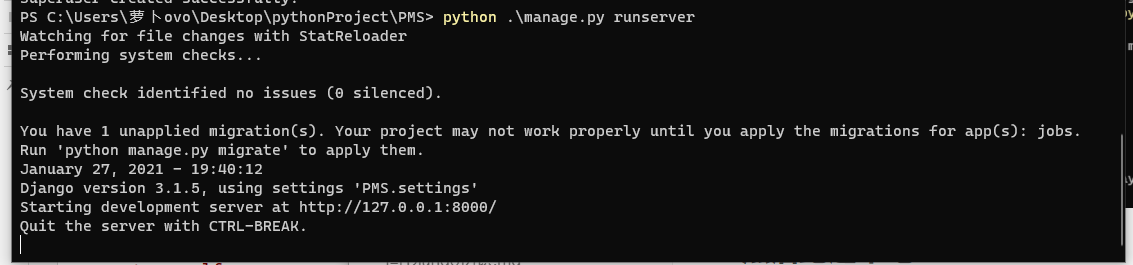 PS C:\Users\萝卜ovo\Desktop\pythonProject\PMS> python .\manage.py runserver
Watching for file changes with StatReloader
Performing system checks...
System check identified no issues (0 silenced).
You have 1 unapplied migration(s). Your project may not work properly until you apply the migrations for app(s): jobs.
Run 'python manage.py migrate' to apply them.
January 27, 2021 - 19:40:12
Django version 3.1.5, using settings 'PMS.settings'
Starting development server at http://127.0.0.1:8000/
Quit the server with CTRL-BREAK.